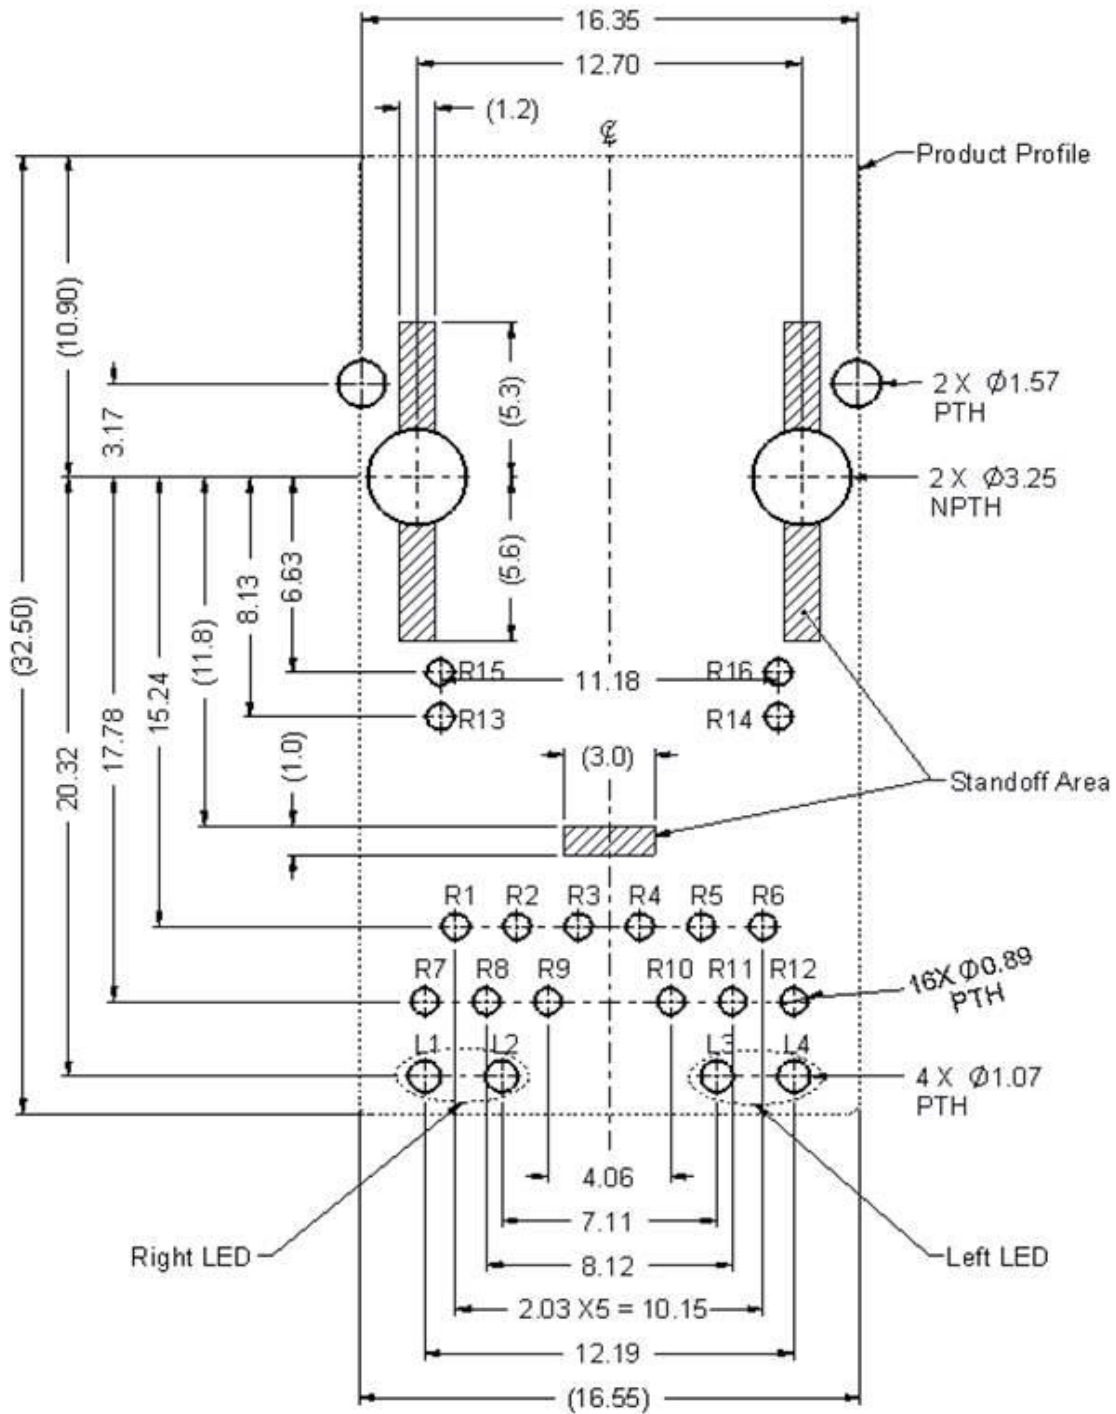 16.35
12.70
(1.2)
℄
Product Profile
(10.90)
3.17
(5.3)
2 X Ø1.57
PTH
2 X Ø3.25
NPTH
(32.50)
20.32
17.78
15.24
(11.8)
8.13
6.63
(5.6)
R15
11.18
R16
R13
R14
(1.0)
(3.0)
Standoff Area
R1 R2 R3 R4 R5 R6
R7 R8 R9 R10 R11 R12
16X Ø0.89
PTH
L1 L2 L3 L4
4 X Ø1.07
PTH
4.06
7.11
Right LED
Left LED
8.12
2.03 X5 = 10.15
12.19
(16.55)